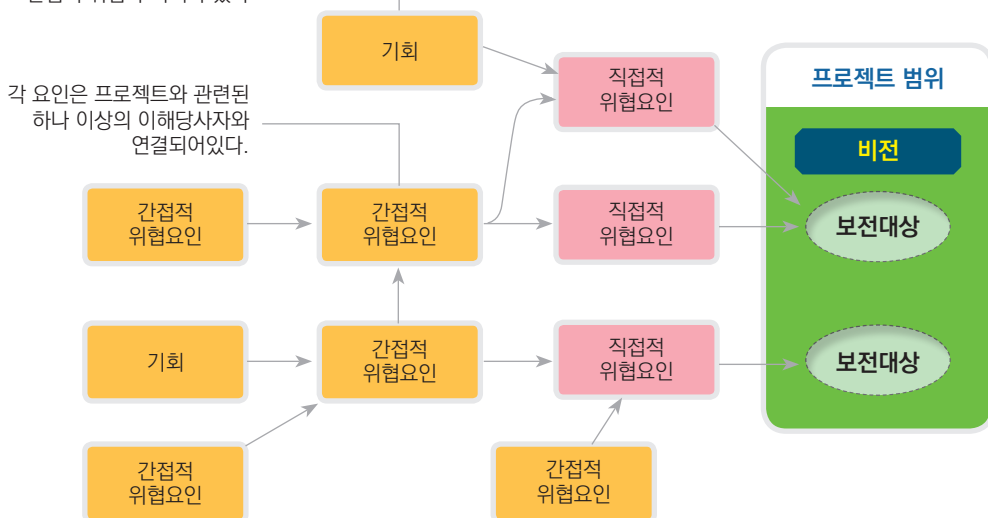 기회
직접적
위협요인
프로젝트 범위
각 요인은 프로젝트와 관련된
하나 이상의 이해당사자와
연결되어있다.
비전
간접적
위협요인
간접적
위협요인
직접적
위협요인
보전대상
기회
간접적
위협요인
직접적
위협요인
보전대상
간접적
위협요인
간접적
위협요인